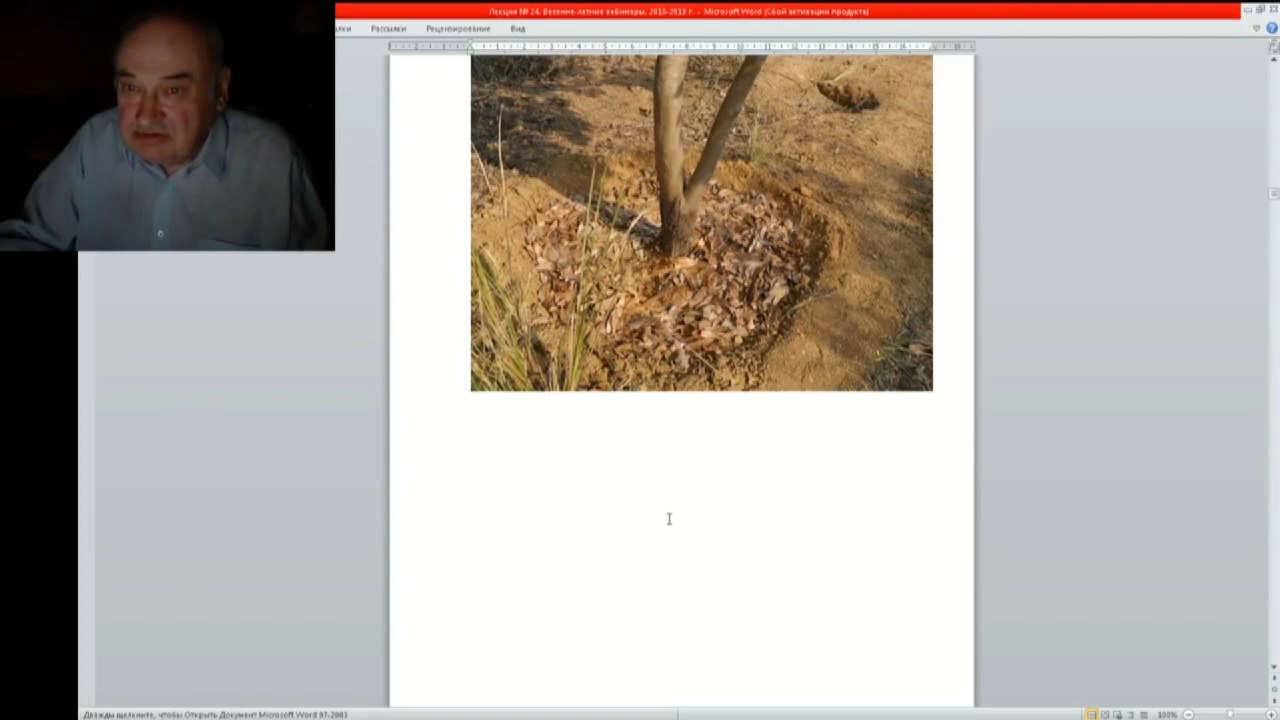 Лекция № 24. Весенне-летние вебинары. 2018-2019 г. - Microsoft Word (Сбой активации продукта)
Рассылки
Рецензирование
Вид
Дважды щелкните, чтобы Открыть Документ Microsoft Word 97-2003
100%